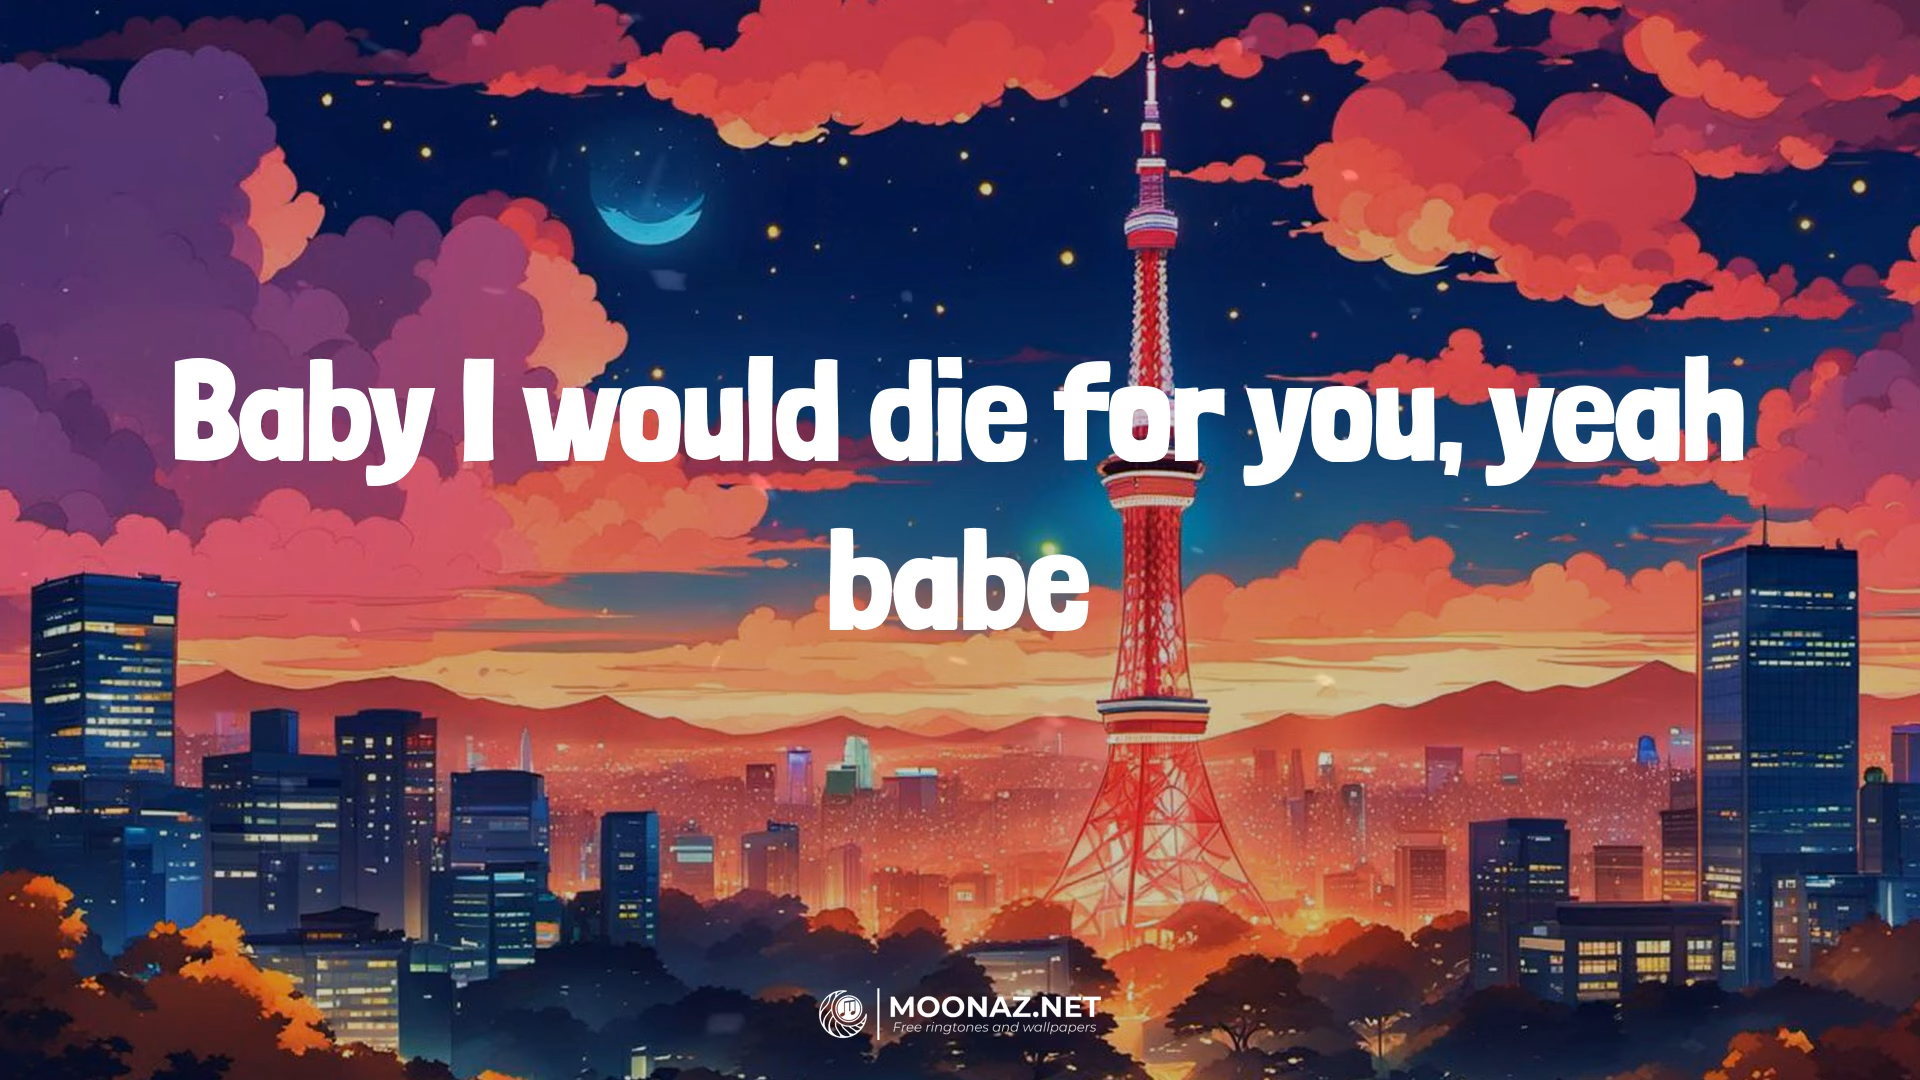 Baby I would die for you, yeah
babe
MOONAZ.NET
Free ringtones and wallpapers